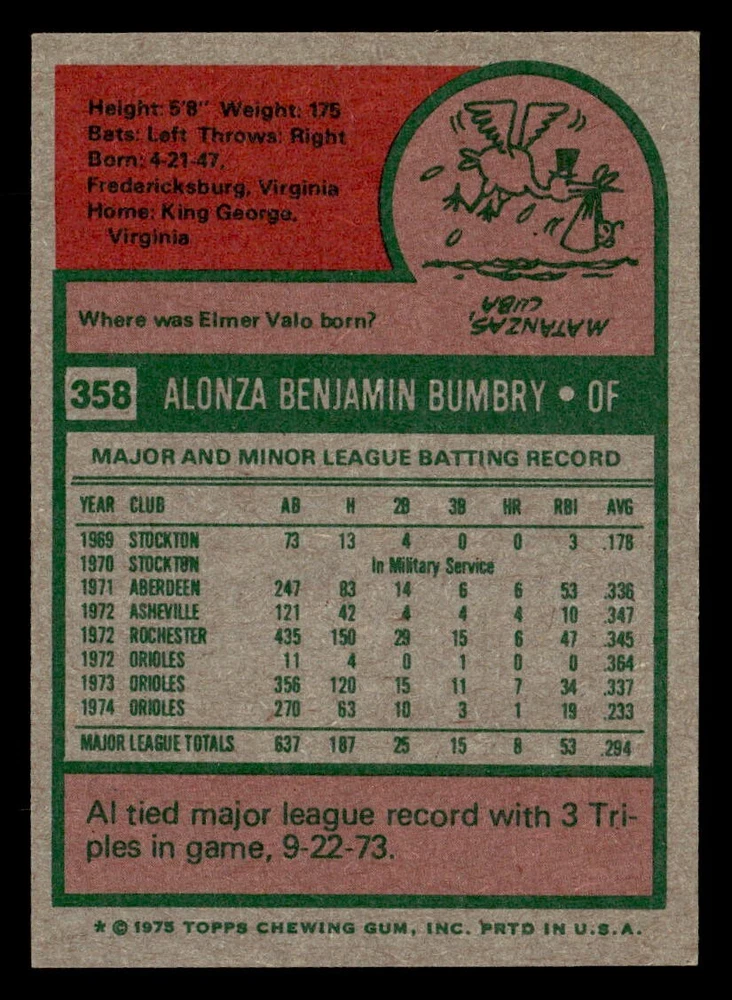 Height: 5'8" Weight: 175
Bats: Left Throws: Right
Born: 4-21-47,
Fredericksburg, Virginia
Home: King George,
Virginia
Where was Elmer Valo born?
MATANZAS,
CUBA
358 ALONZA BENJAMIN BUMBRY • OF
MAJOR AND MINOR LEAGUE BATTING RECORD
YEAR CLUB AB H 2B 3B HR RBI AVG
1969 STOCKTON 73 13 4 0 0 3 .178
1970 STOCKTON In Military Service
1971 ABERDEEN 247 83 14 6 6 53 .336
1972 ASHEVILLE 121 42 4 4 4 10 .347
1972 ROCHESTER 435 150 29 15 6 47 .345
1972 ORIOLES 11 4 0 1 0 0 .364
1973 ORIOLES 356 120 15 11 7 34 .337
1974 ORIOLES 270 63 10 3 1 19 .233
MAJOR LEAGUE TOTALS 637 187 25 15 8 53 .294
Al tied major league record with 3 Tri-
ples in game, 9-22-73.
* © 1975 TOPPS CHEWING GUM, INC. PRTD IN U.S.A.